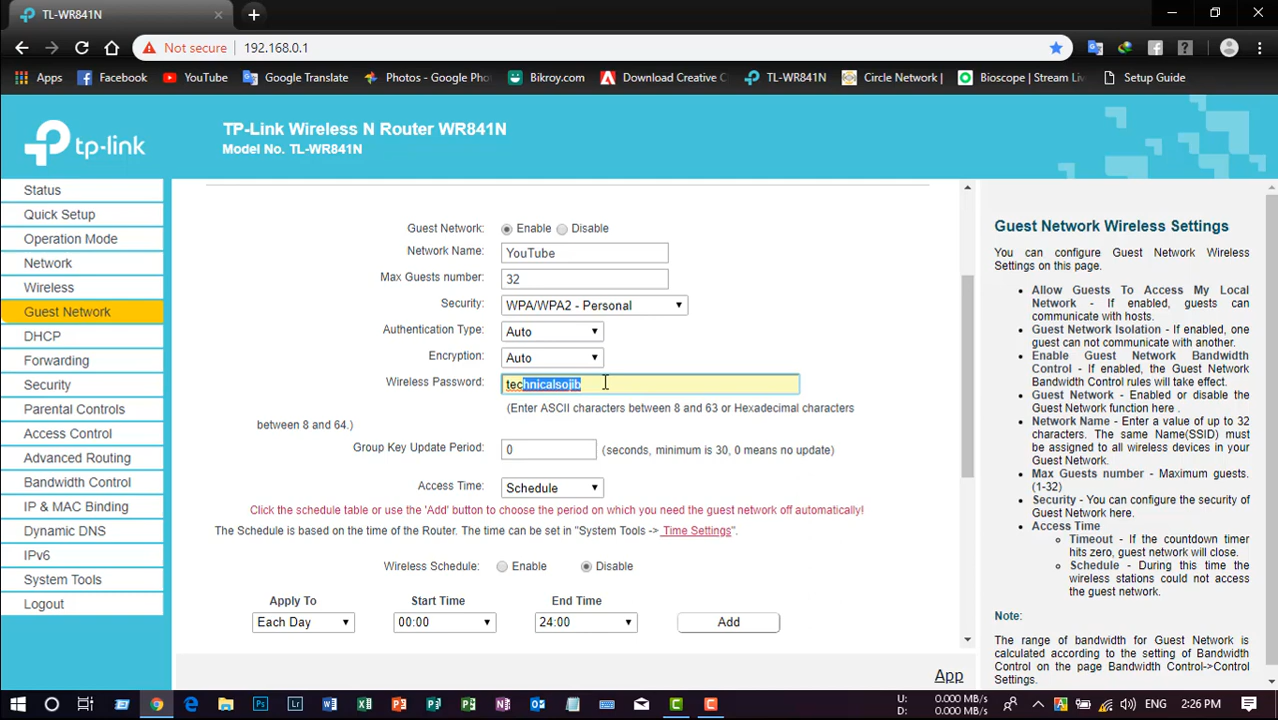 TL-WR841N
Not secure | 192.168.0.1
Apps Facebook YouTube Google Translate Photos - Google Pho Bikroy.com Download Creative C TL-WR841N Circle Network | Bioscope | Stream Liv Setup Guide
tp-link
TP-Link Wireless N Router WR841N
Model No. TL-WR841N
Status
Quick Setup
Operation Mode
Network
Wireless
Guest Network
DHCP
Forwarding
Security
Parental Controls
Access Control
Advanced Routing
Bandwidth Control
IP & MAC Binding
Dynamic DNS
IPv6
System Tools
Logout
Guest Network: Enable Disable
Network Name: YouTube
Max Guests number: 32
Security: WPA/WPA2 - Personal
Authentication Type: Auto
Encryption: Auto
Wireless Password: technicalsojib
(Enter ASCII characters between 8 and 63 or Hexadecimal characters
between 8 and 64.)
Group Key Update Period: 0 (seconds, minimum is 30, 0 means no update)
Access Time: Schedule
Click the schedule table or use the 'Add' button to choose the period on which you need the guest network off automatically!
The Schedule is based on the time of the Router. The time can be set in "System Tools -> Time Settings".
Wireless Schedule: Enable Disable
Apply To Start Time End Time
Each Day 00:00 24:00 Add
App
Guest Network Wireless Settings
You can configure Guest Network Wireless
Settings on this page.
Allow Guests To Access My Local
Network - If enabled, guests can
communicate with hosts.
Guest Network Isolation - If enabled, one
guest can not communicate with another.
Enable Guest Network Bandwidth
Control - If enabled, the Guest Network
Bandwidth Control rules will take effect.
Guest Network - Enabled or disable the
Guest Network function here .
Network Name - Enter a value of up to 32
characters. The same Name(SSID) must
be assigned to all wireless devices in your
Guest Network.
Max Guests number - Maximum guests.
(1-32)
Security - You can configure the security of
Guest Network here.
Access Time
Timeout - If the countdown timer
hits zero, guest network will close.
Schedule - During this time the
wireless stations could not access
the guest network.
Note:
The range of bandwidth for Guest Network is
calculated according to the setting of Bandwidth
Control on the page Bandwidth Control->Control
Settings.
U: 0.000 MB/s
D: 0.000 MB/s
ENG 2:26 PM